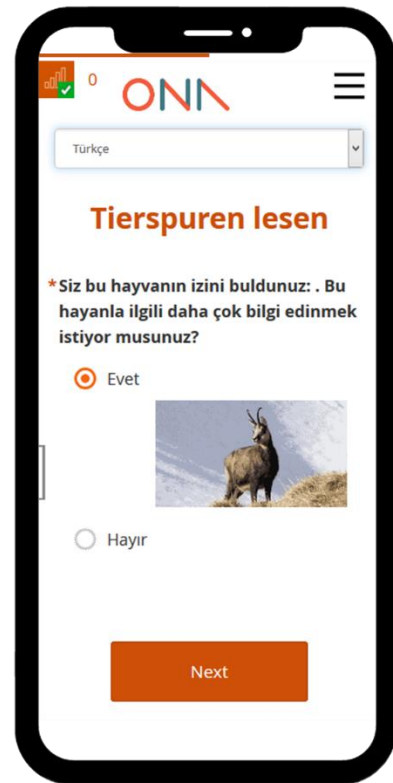 0
ONA
Türkçe
Tierspuren lesen
*Siz bu hayvanın izini buldunuz: . Bu
hayanla ilgili daha çok bilgi edinmek
istiyor musunuz?
Evet
Hayır
Next